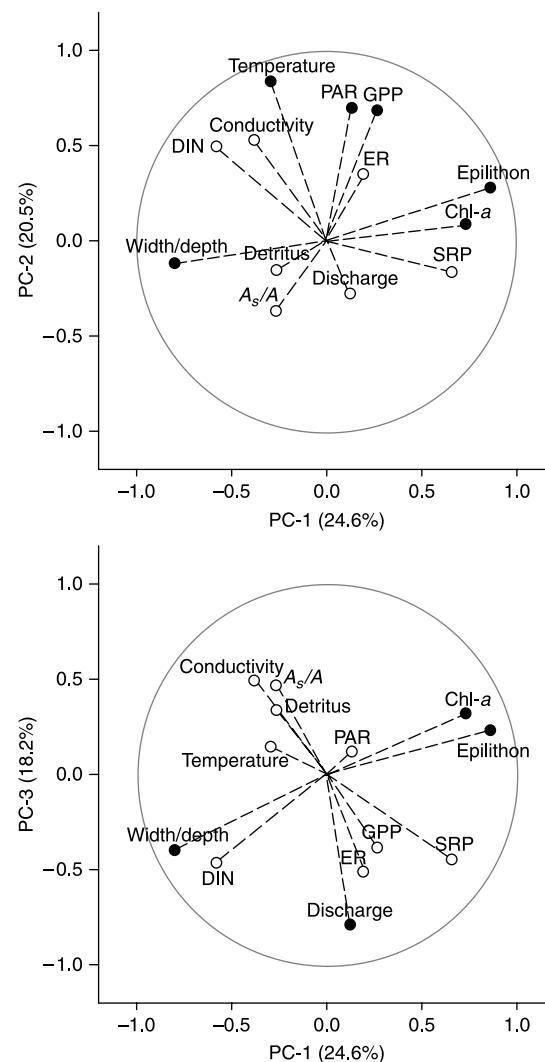 1.0
Temperature
PAR
GPP
Conductivity
0.5
DIN
ER
Epilithon
Chl-a
PC-2 (20.5%)
0.0
Width/depth
Detritus
SRP
Discharge
As/A
−0.5
−1.0
−1.0 −0.5 0.0 0.5 1.0
PC-1 (24.6%)
1.0
Conductivity
As/A
0.5
Detritus
Chl-a
PAR
Epilithon
Temperature
PC-3 (18.2%)
0.0
Width/depth
GPP
SRP
ER
DIN
−0.5
Discharge
−1.0
−1.0 −0.5 0.0 0.5 1.0
PC-1 (24.6%)